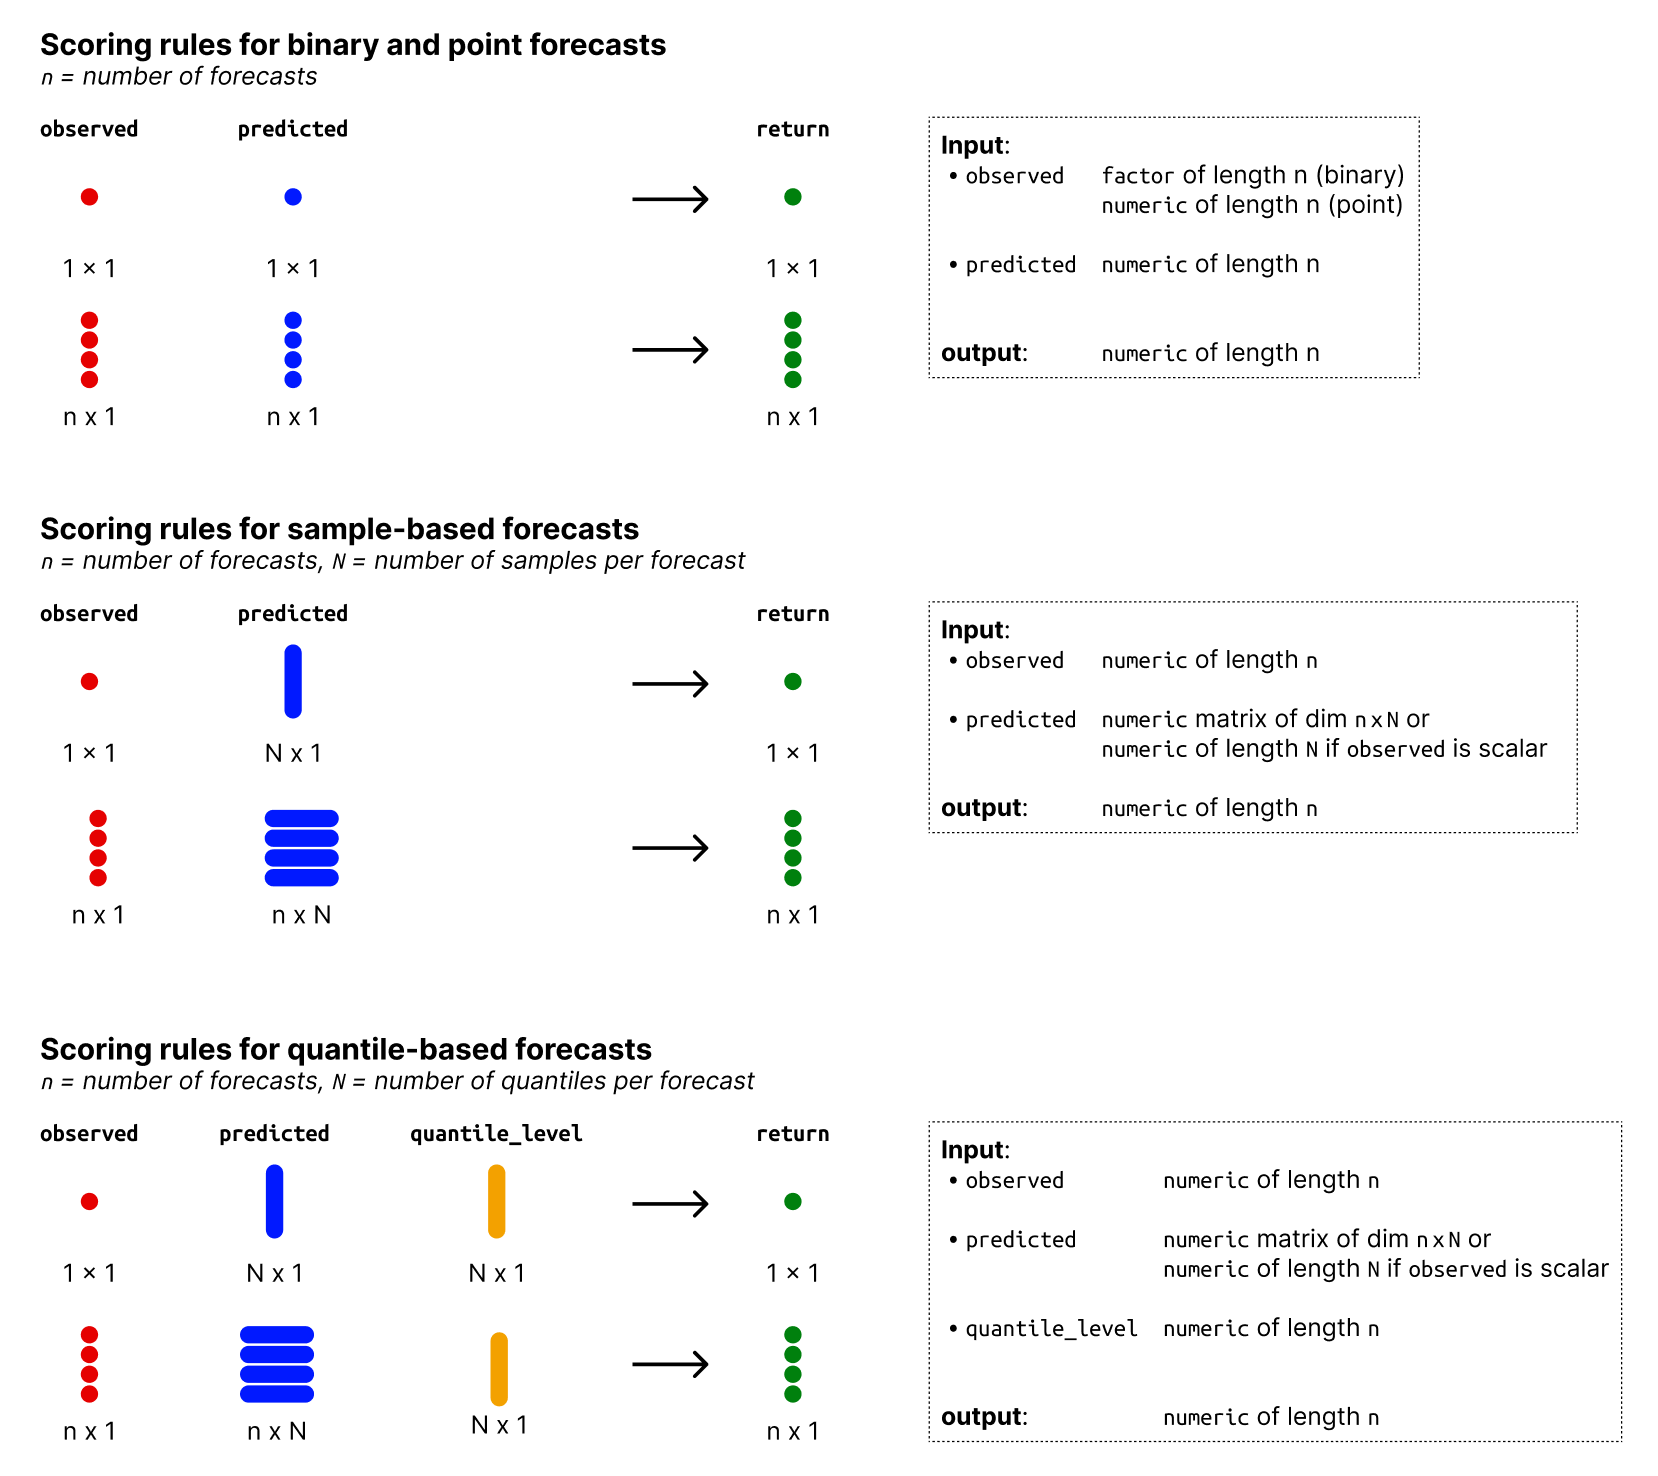 Scoring rules for binary and point forecasts
n = number of forecasts
observed predicted return
1 × 1 1 × 1 1 × 1
n x 1 n x 1 n x 1
Input:
• observed factor of length n (binary)
numeric of length n (point)
• predicted numeric of length n
output: numeric of length n
Scoring rules for sample-based forecasts
n = number of forecasts, N = number of samples per forecast
observed predicted return
1 × 1 N x 1 1 × 1
n x 1 n x N n x 1
Input:
• observed numeric of length n
• predicted numeric matrix of dim n x N or
numeric of length N if observed is scalar
output: numeric of length n
Scoring rules for quantile-based forecasts
n = number of forecasts, N = number of quantiles per forecast
observed predicted quantile_level return
1 × 1 N x 1 N x 1 1 × 1
n x 1 n x N N x 1 n x 1
Input:
• observed numeric of length n
• predicted numeric matrix of dim n x N or
numeric of length N if observed is scalar
• quantile_level numeric of length n
output: numeric of length n